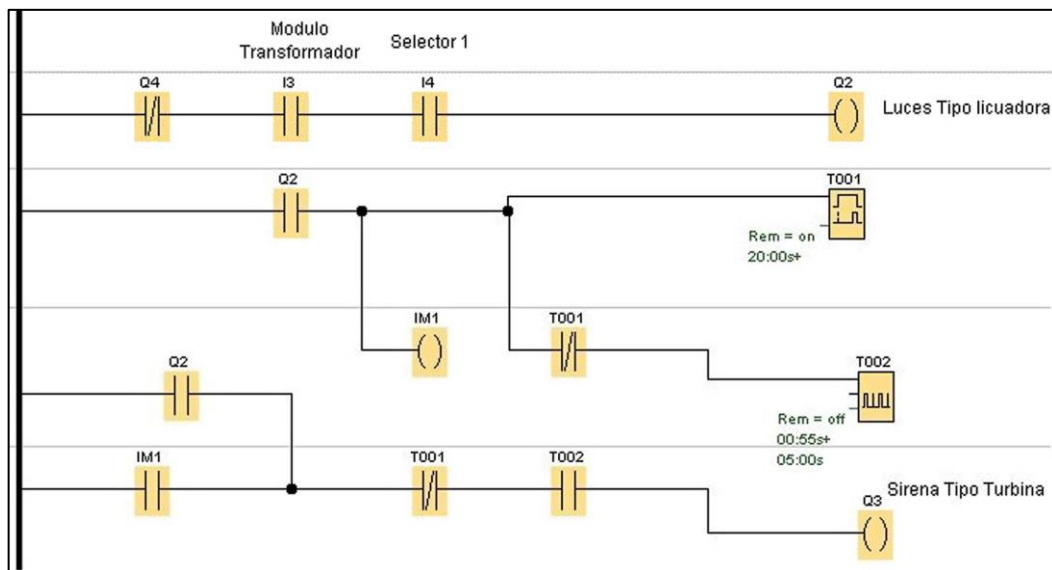 Modulo
Transformador
Selector 1
Q4
I3
I4
Q2
Luces Tipo licuadora
Q2
T001
Rem = on
20:00s+
IM1
T001
Q2
T002
Rem = off
00:55s+
05:00s
IM1
T001
T002
Sirena Tipo Turbina
Q3